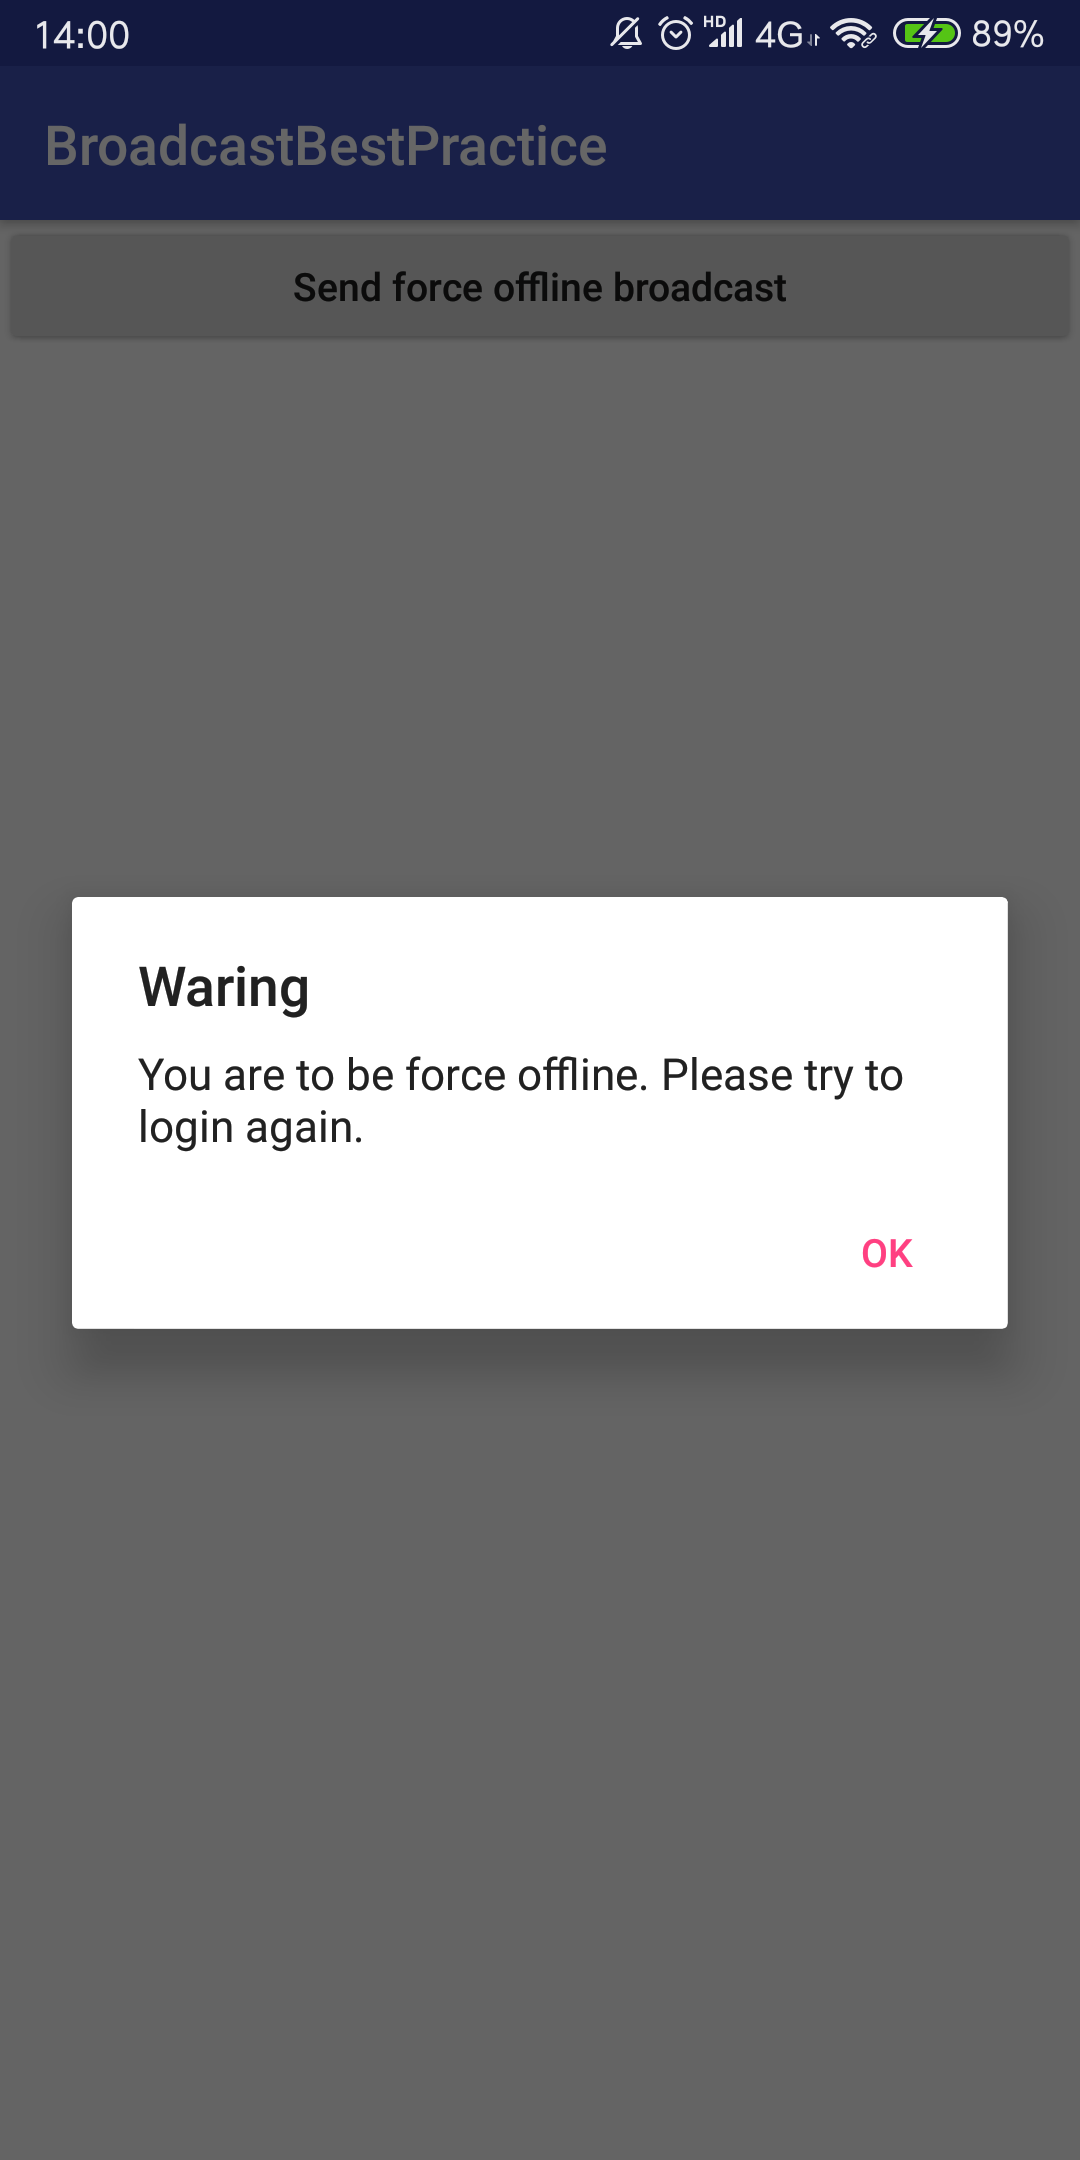 14:00 HD 4G 89%
BroadcastBestPractice
Send force offline broadcast
Waring
You are to be force offline. Please try to
login again.
OK